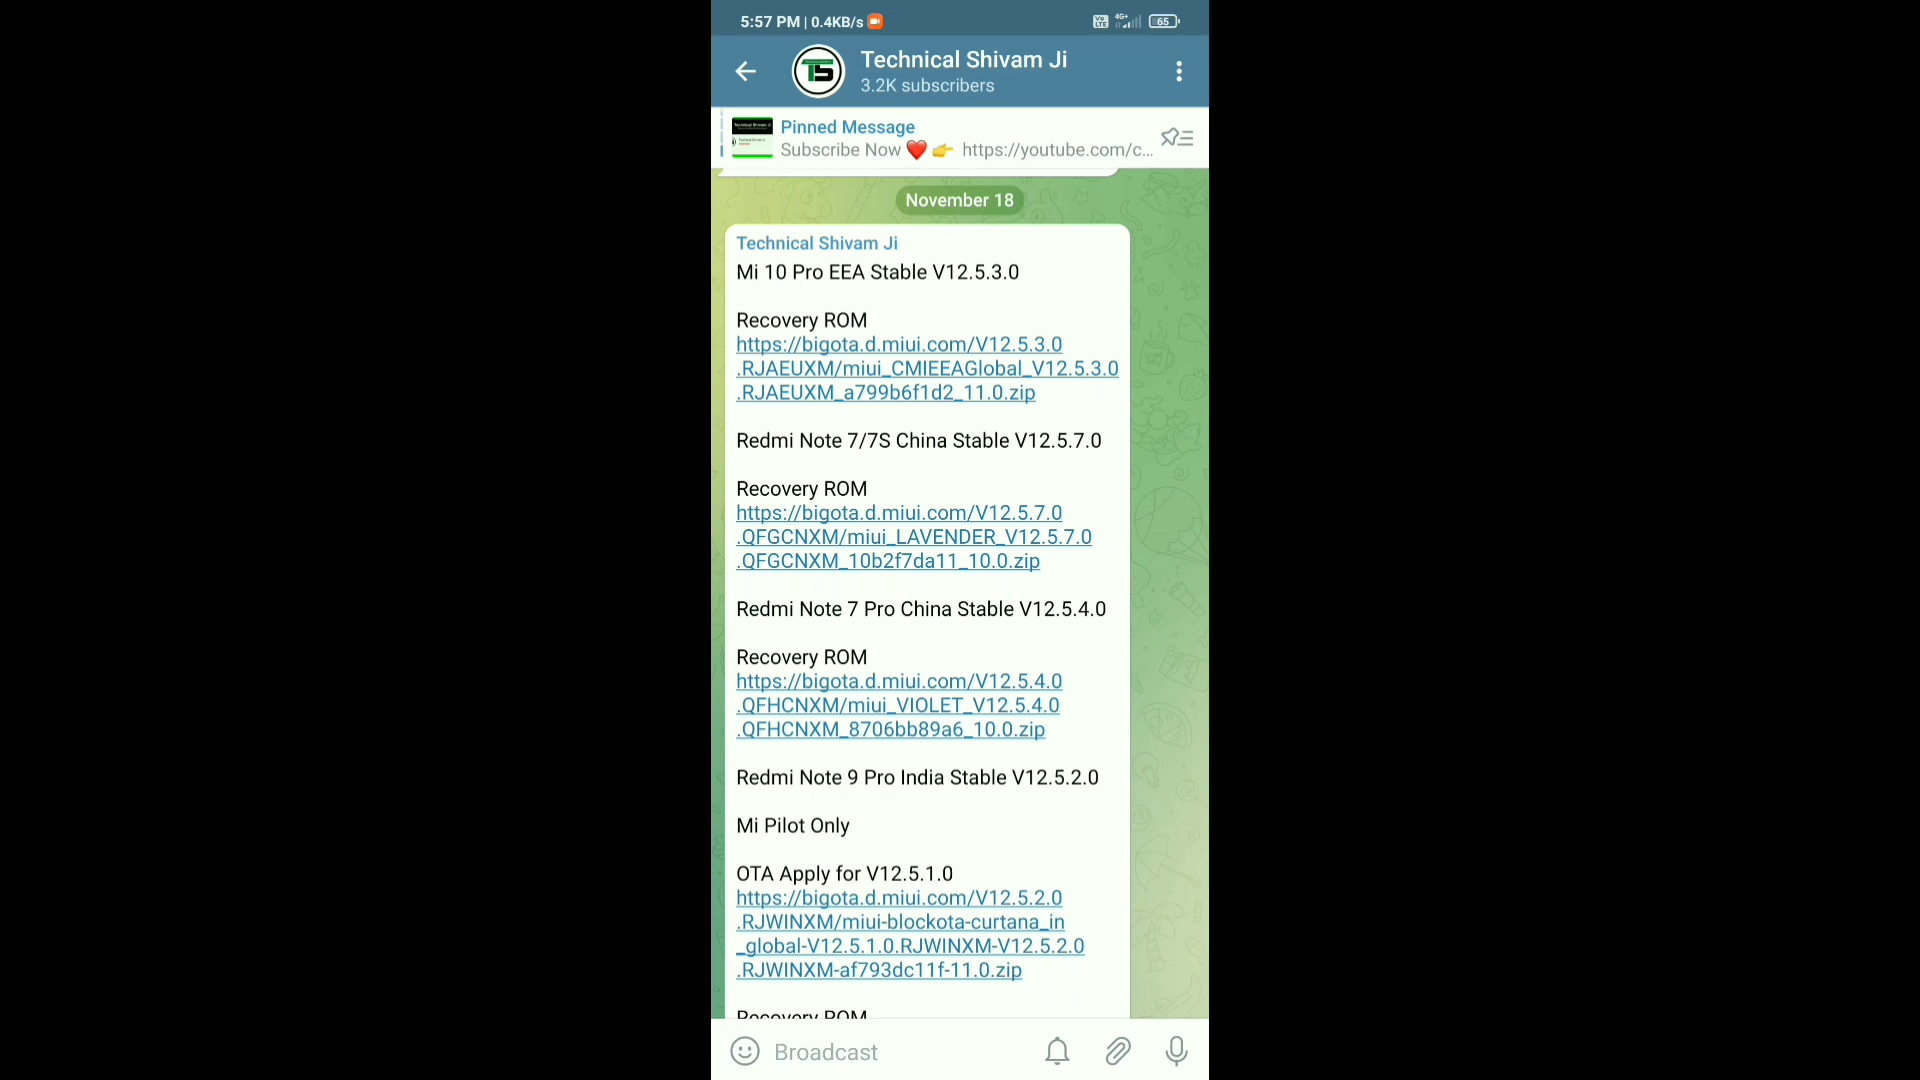 5:57 PM | 0.4KB/s
Vo LTE 4G+ 65
TS
Technical Shivam Ji
3.2K subscribers
Pinned Message
Subscribe Now ❤️ 👉 https://youtube.com/c...
November 18
Technical Shivam Ji
Mi 10 Pro EEA Stable V12.5.3.0
Recovery ROM
https://bigota.d.miui.com/V12.5.3.0
.RJAEUXM/miui_CMIEEAGlobal_V12.5.3.0
.RJAEUXM_a799b6f1d2_11.0.zip
Redmi Note 7/7S China Stable V12.5.7.0
Recovery ROM
https://bigota.d.miui.com/V12.5.7.0
.QFGCNXM/miui_LAVENDER_V12.5.7.0
.QFGCNXM_10b2f7da11_10.0.zip
Redmi Note 7 Pro China Stable V12.5.4.0
Recovery ROM
https://bigota.d.miui.com/V12.5.4.0
.QFHCNXM/miui_VIOLET_V12.5.4.0
.QFHCNXM_8706bb89a6_10.0.zip
Redmi Note 9 Pro India Stable V12.5.2.0
Mi Pilot Only
OTA Apply for V12.5.1.0
https://bigota.d.miui.com/V12.5.2.0
.RJWINXM/miui-blockota-curtana_in
_global-V12.5.1.0.RJWINXM-V12.5.2.0
.RJWINXM-af793dc11f-11.0.zip
Recovery ROM
Broadcast